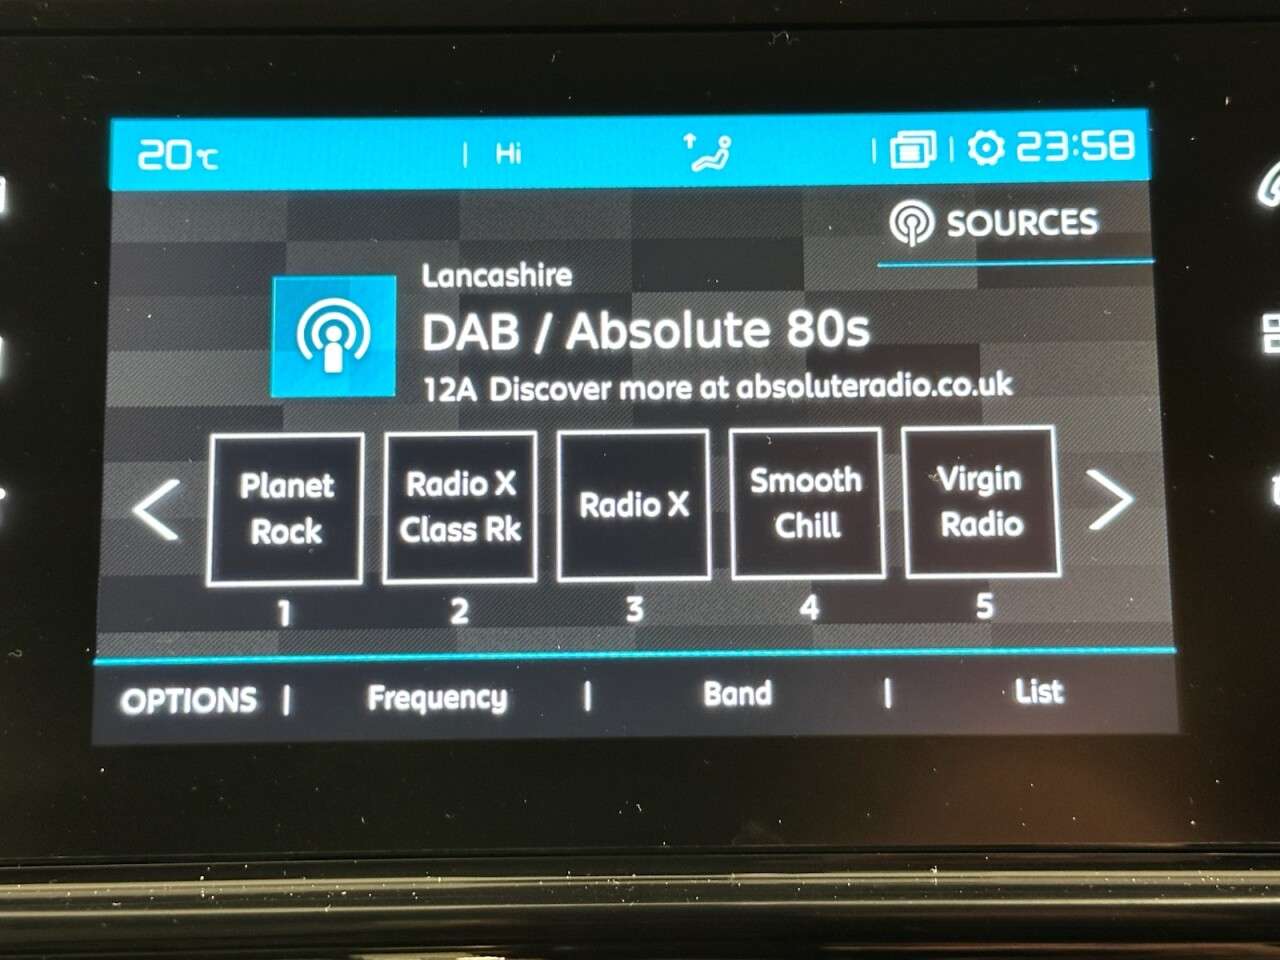 20°C | Hi | | 23:58
SOURCES
Lancashire
DAB / Absolute 80s
12A Discover more at absoluteradio.co.uk
Planet
Rock
Radio X
Class Rk
Radio X
Smooth
Chill
Virgin
Radio
1 2 3 4 5
OPTIONS | Frequency | Band | List